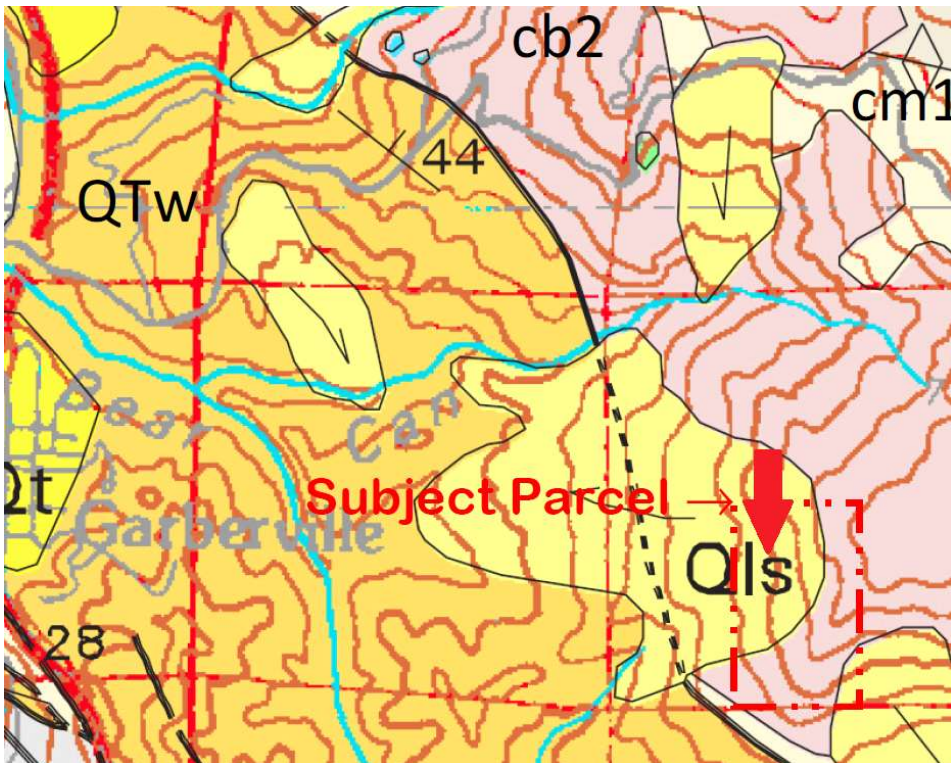 cb2
cm1
44
QTw
Bear
Can
Qt
Subject Parcel →
Garberville
Qls
28